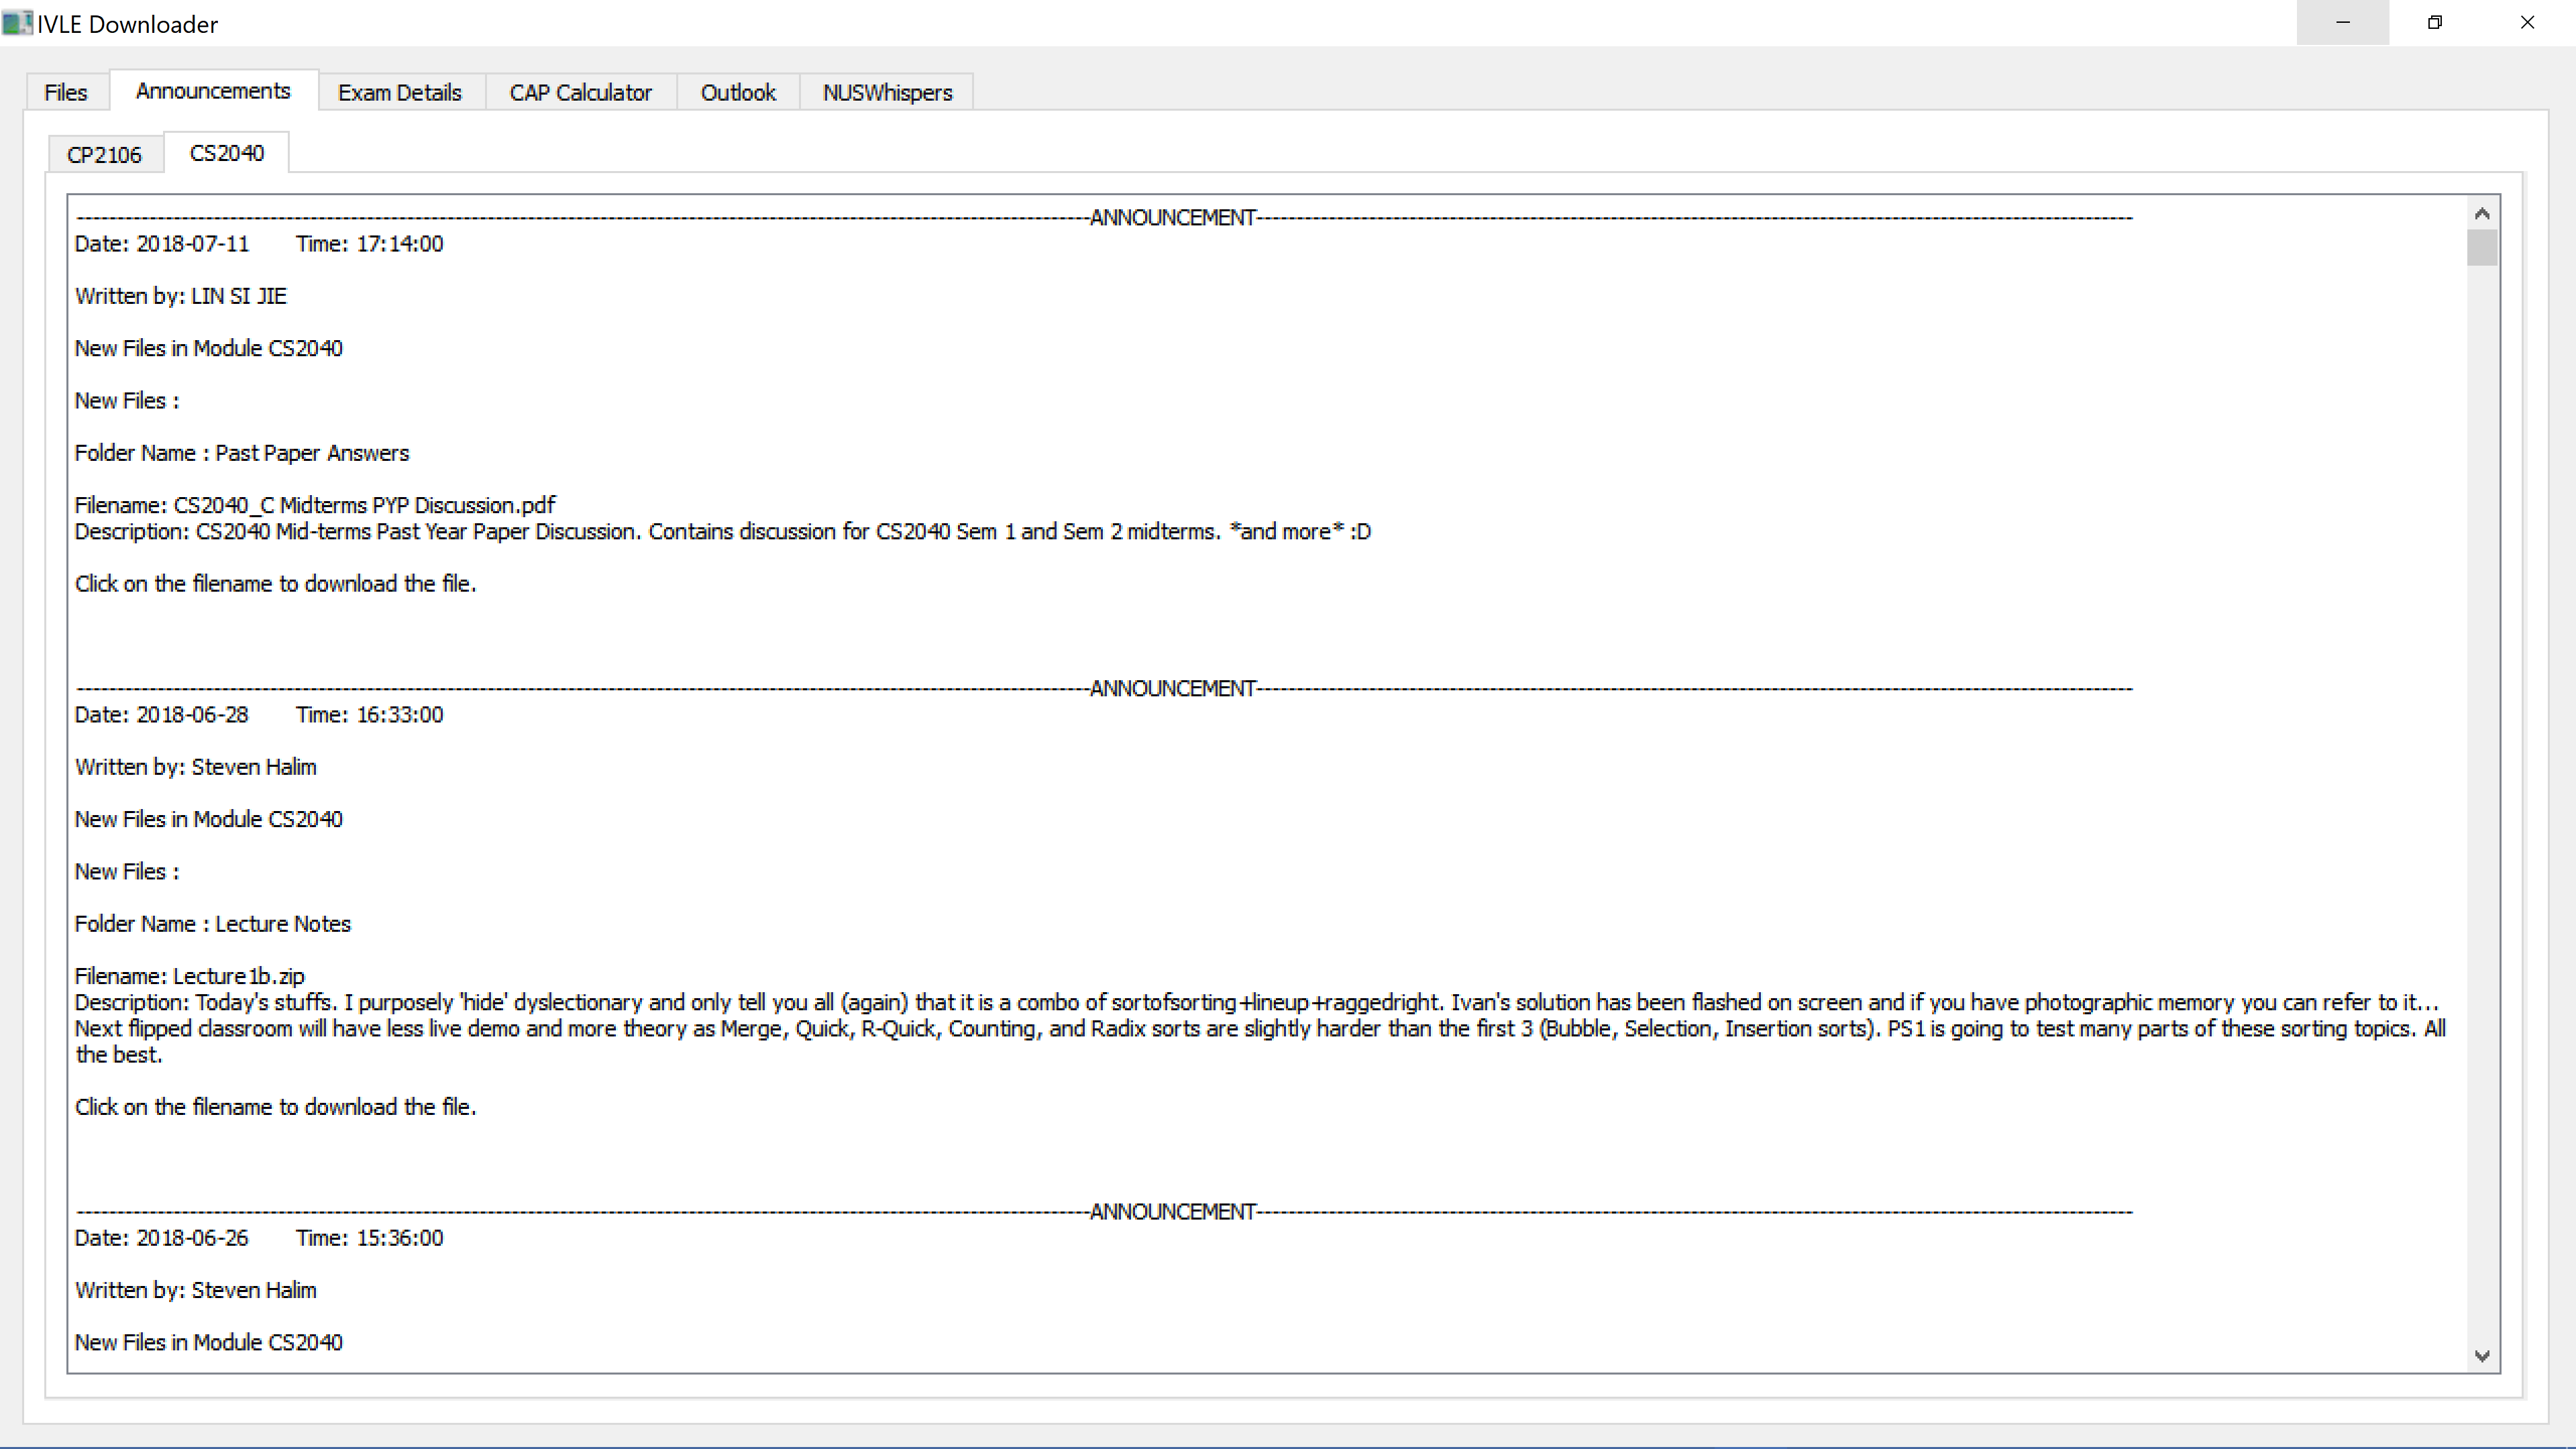 IVLE Downloader
Files Announcements Exam Details CAP Calculator Outlook NUSWhispers
CP2106 CS2040
----------ANNOUNCEMENT----------
Date: 2018-07-11 Time: 17:14:00
Written by: LIN SI JIE
New Files in Module CS2040
New Files :
Folder Name : Past Paper Answers
Filename: CS2040_C Midterms PYP Discussion.pdf
Description: CS2040 Mid-terms Past Year Paper Discussion. Contains discussion for CS2040 Sem 1 and Sem 2 midterms. *and more* :D
Click on the filename to download the file.
----------ANNOUNCEMENT----------
Date: 2018-06-28 Time: 16:33:00
Written by: Steven Halim
New Files in Module CS2040
New Files :
Folder Name : Lecture Notes
Filename: Lecture1b.zip
Description: Today's stuffs. I purposely 'hide' dyslectionary and only tell you all (again) that it is a combo of sortofsorting+lineup+raggedright. Ivan's solution has been flashed on screen and if you have photographic memory you can refer to it...
Next flipped classroom will have less live demo and more theory as Merge, Quick, R-Quick, Counting, and Radix sorts are slightly harder than the first 3 (Bubble, Selection, Insertion sorts). PS1 is going to test many parts of these sorting topics. All
the best.
Click on the filename to download the file.
----------ANNOUNCEMENT----------
Date: 2018-06-26 Time: 15:36:00
Written by: Steven Halim
New Files in Module CS2040